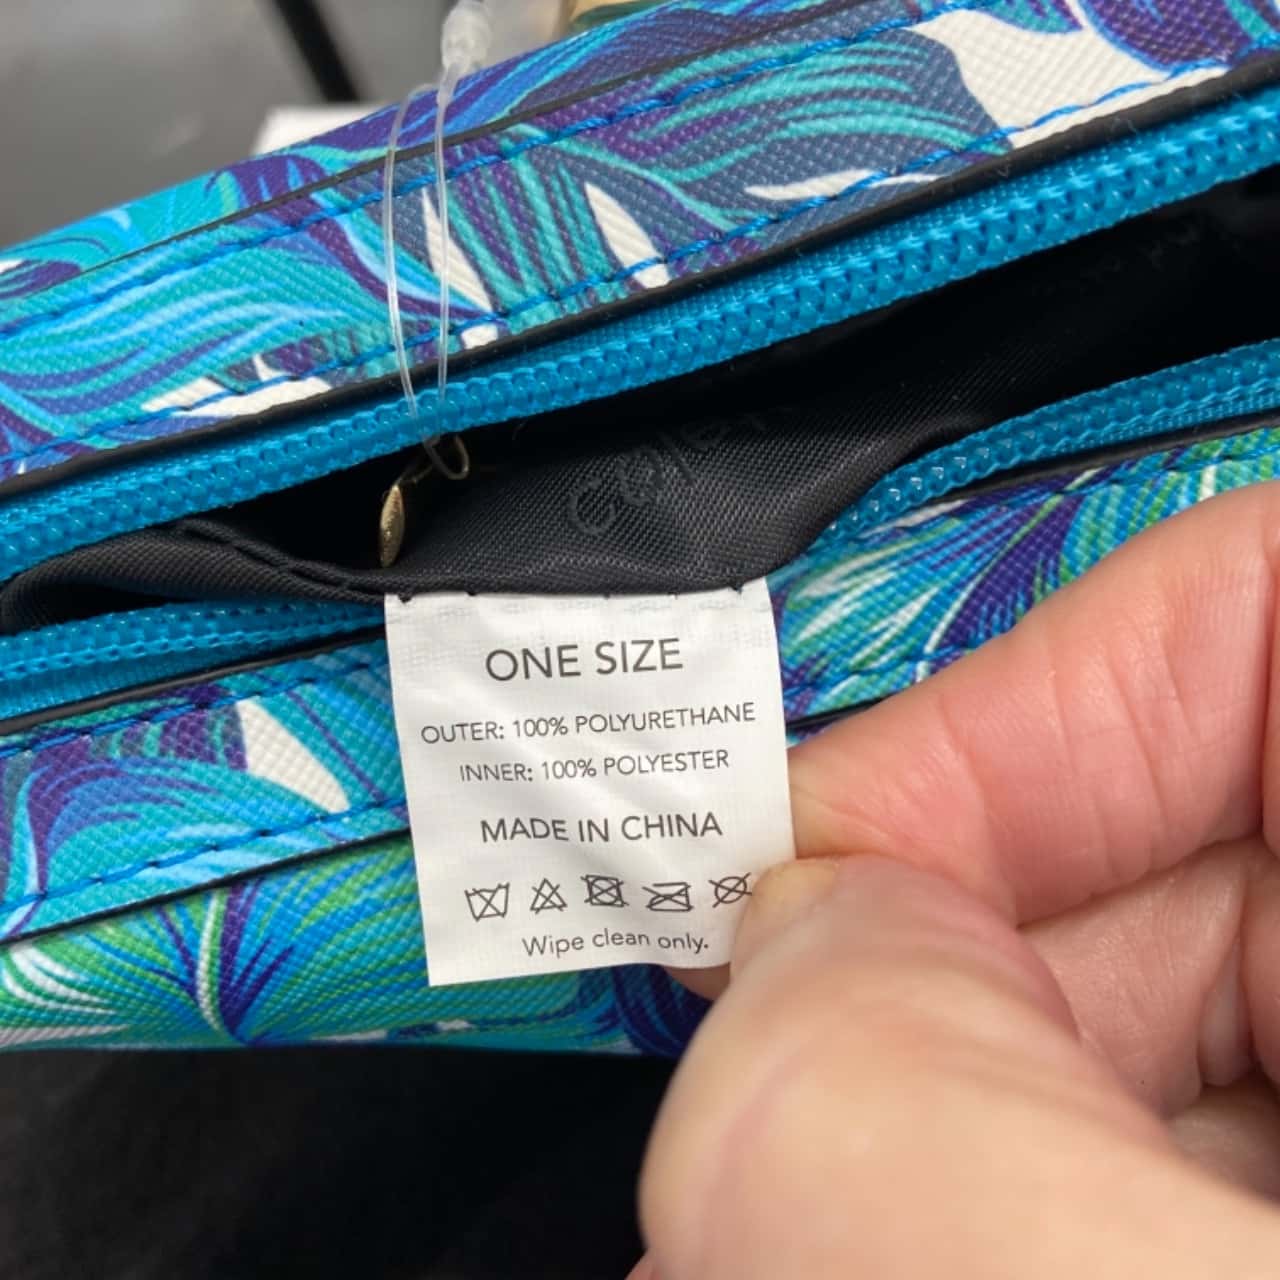 ONE SIZE
OUTER: 100% POLYURETHANE
INNER: 100% POLYESTER
MADE IN CHINA
Wipe clean only.